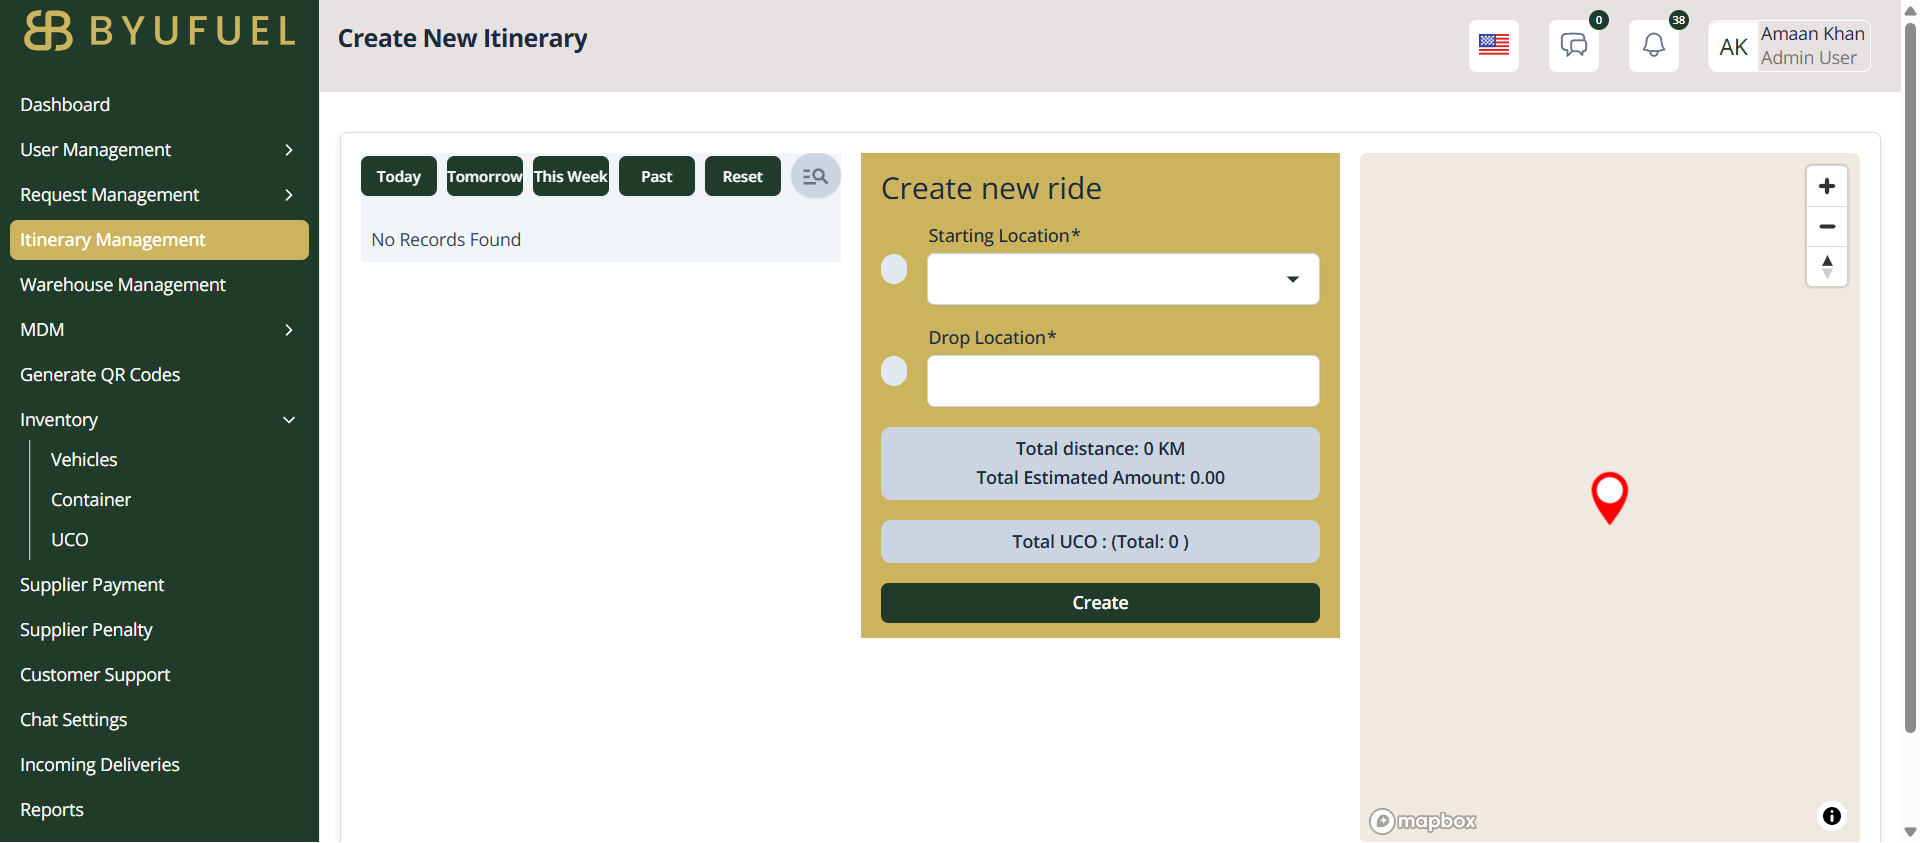 BYUFUEL
Dashboard
User Management
Request Management
Itinerary Management
Warehouse Management
MDM
Generate QR Codes
Inventory
Vehicles
Container
UCO
Supplier Payment
Supplier Penalty
Customer Support
Chat Settings
Incoming Deliveries
Reports
Create New Itinerary
0
38
AK
Amaan Khan
Admin User
Today
Tomorrow
This Week
Past
Reset
No Records Found
Create new ride
Starting Location*
Drop Location*
Total distance: 0 KM
Total Estimated Amount: 0.00
Total UCO : (Total: 0 )
Create
mapbox